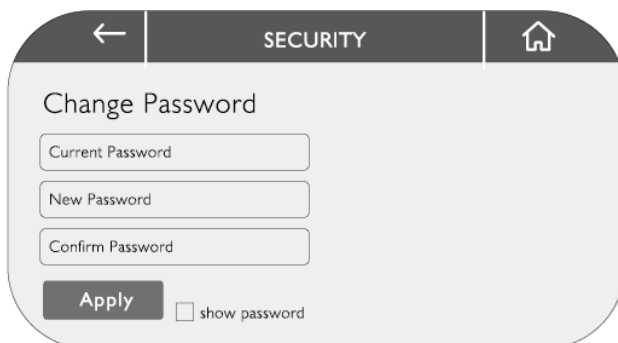 SECURITY
Change Password
Current Password
New Password
Confirm Password
Apply
show password